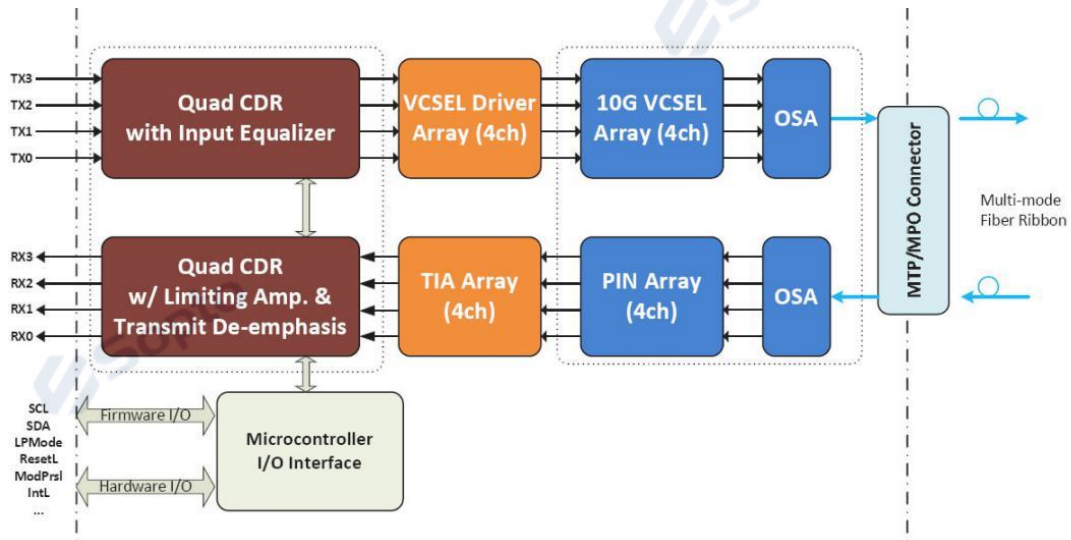 TX3
TX2
TX1
TX0
Quad CDR
with Input Equalizer
VCSEL Driver
Array (4ch)
10G VCSEL
Array (4ch)
OSA
MTP/MPO Connector
Multi-mode
Fiber Ribbon
RX3
RX2
RX1
RX0
Quad CDR
w/ Limiting Amp. &
Transmit De-emphasis
TIA Array
(4ch)
PIN Array
(4ch)
OSA
SCL
SDA
LPMode
ResetL
ModPrsl
IntL
...
Firmware I/O
Hardware I/O
Microcontroller
I/O Interface
Sopto